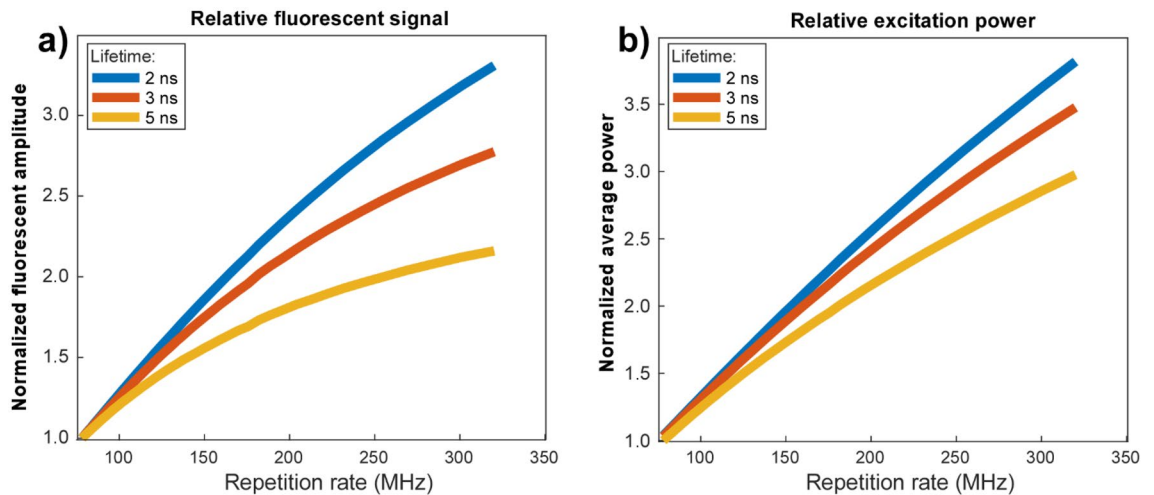 Relative fluorescent signal
a)
Lifetime:
2 ns
3 ns
5 ns
Normalized fluorescent amplitude
3.0
2.5
2.0
1.5
1.0
100 150 200 250 300 350
Repetition rate (MHz)
Relative excitation power
b)
Lifetime:
2 ns
3 ns
5 ns
Normalized average power
3.5
3.0
2.5
2.0
1.5
1.0
100 150 200 250 300 350
Repetition rate (MHz)